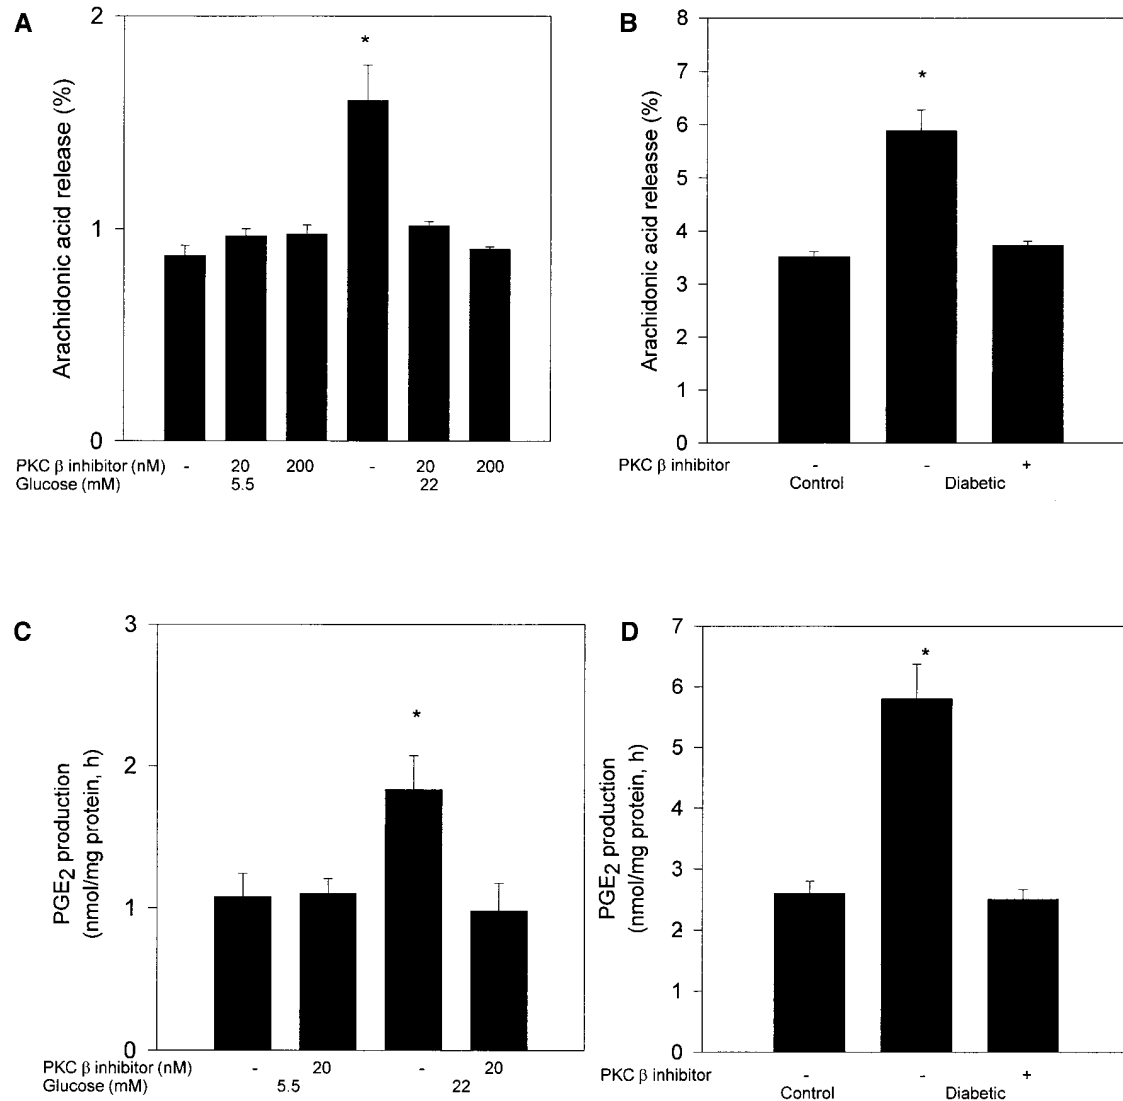 A
2
1
0
Arachidonic acid release (%)
*
PKC β inhibitor (nM) - 20 200 - 20 200
Glucose (mM) 5.5 22
B
8
7
6
5
4
3
2
1
0
Arachidonic acid releasse (%)
*
PKC β inhibitor - - +
Control Diabetic
C
3
2
1
0
PGE2 production
(nmol/mg protein, h)
*
PKC β inhibitor (nM) - 20 - 20
Glucose (mM) 5.5 22
D
7
6
5
4
3
2
1
0
PGE2 production
(nmol/mg protein, h)
*
PKC β inhibitor - - +
Control Diabetic